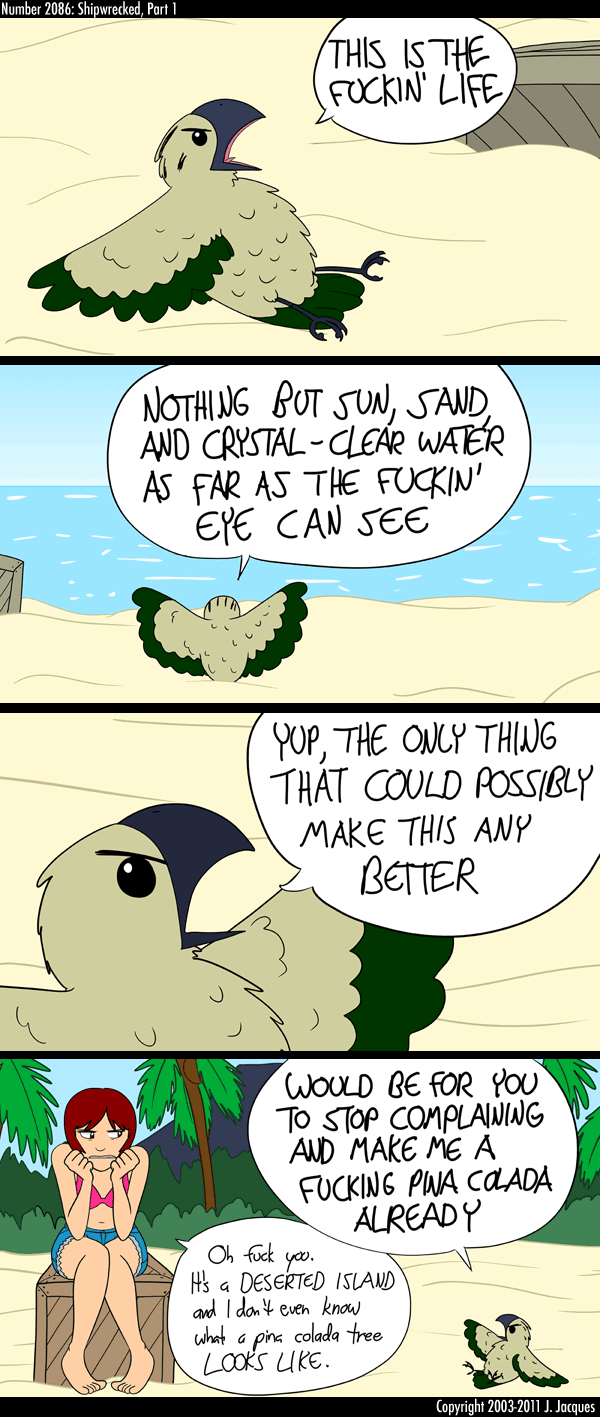 Number 2086: Shipwrecked, Part 1
THIS IS THE
FUCKIN' LIFE
NOTHING BUT SUN, SAND,
AND CRYSTAL-CLEAR WATER
AS FAR AS THE FUCKIN'
EYE CAN SEE
YUP, THE ONLY THING
THAT COULD POSSIBLY
MAKE THIS ANY
BETTER
WOULD BE FOR YOU
TO STOP COMPLAINING
AND MAKE ME A
FUCKING PINA COLADA
ALREADY
Oh fuck you.
It's a DESERTED ISLAND
and I don't even know
what a pina colada tree
LOOKS LIKE.
Copyright 2003-2011 J. Jacques